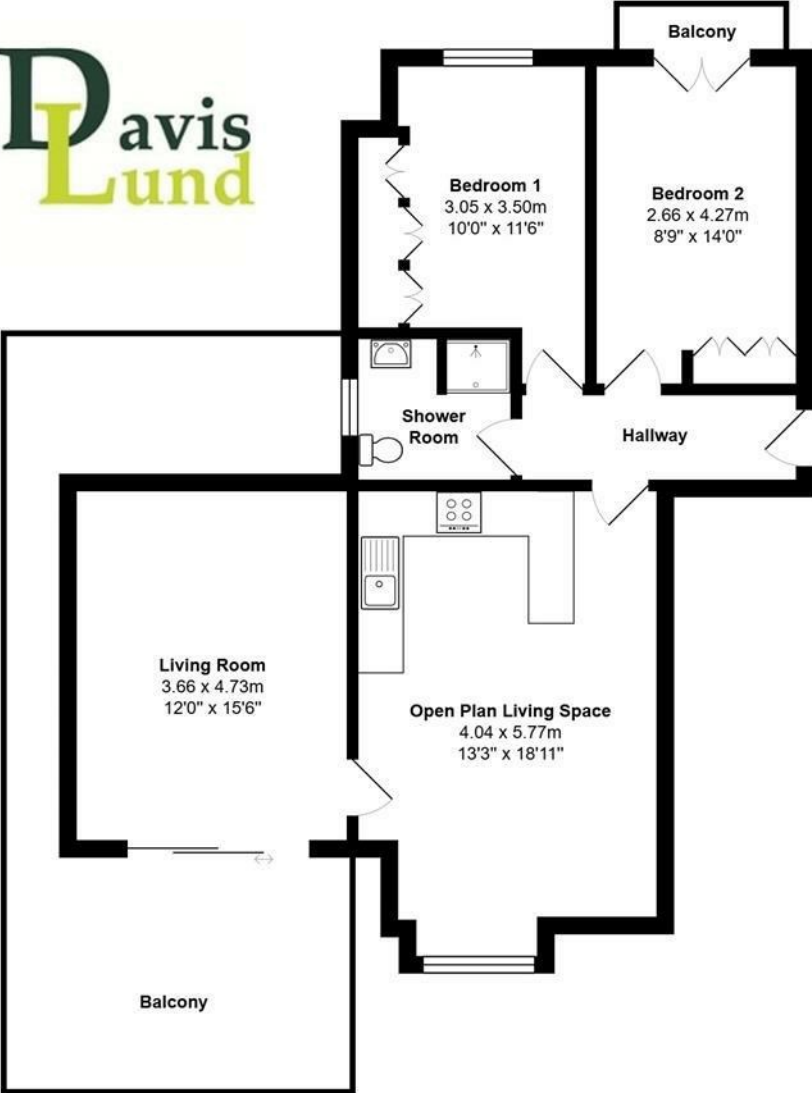 Davis
Lund
Balcony
Bedroom 1
3.05 x 3.50m
10'0" x 11'6"
Bedroom 2
2.66 x 4.27m
8'9" x 14'0"
Shower
Room
Hallway
Living Room
3.66 x 4.73m
12'0" x 15'6"
Open Plan Living Space
4.04 x 5.77m
13'3" x 18'11"
Balcony